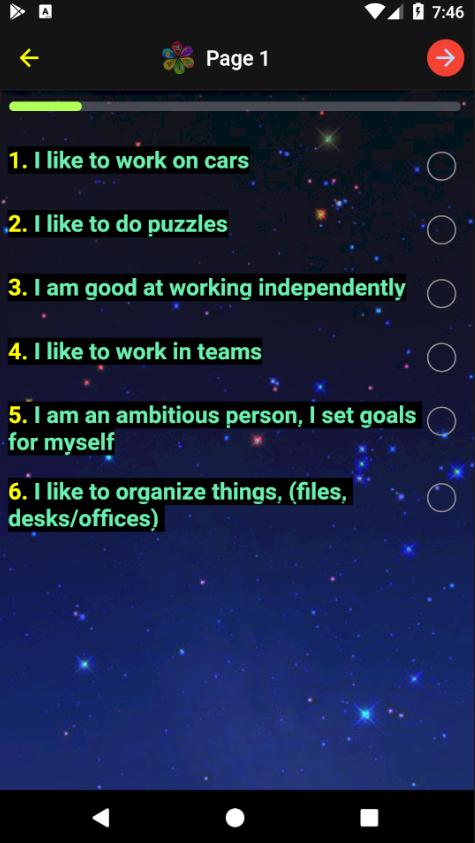 7:46
Page 1
1. I like to work on cars
2. I like to do puzzles
3. I am good at working independently
4. I like to work in teams
5. I am an ambitious person, I set goals
for myself
6. I like to organize things, (files,
desks/offices)